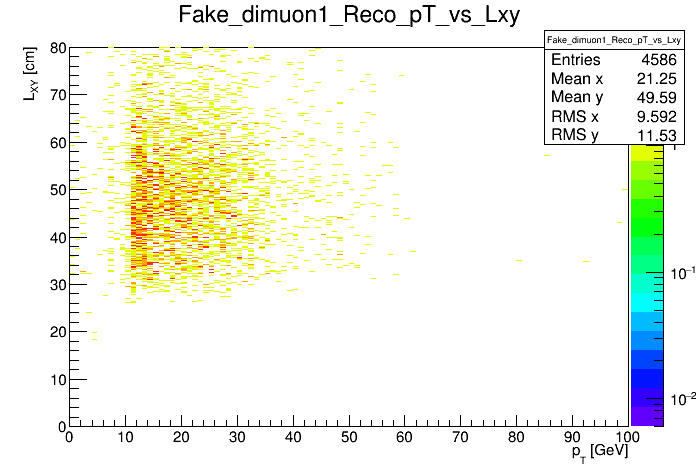 Fake_dimuon1_Reco_pT_vs_Lxy
Fake_dimuon1_Reco_pT_vs_Lxy
Entries 4586
Mean x 21.25
Mean y 49.59
RMS x 9.592
RMS y 11.53
L_XY [cm]
80
70
60
50
40
30
20
10
0
0 10 20 30 40 50 60 70 80 90 100
p_T [GeV]
10⁻¹
10⁻²